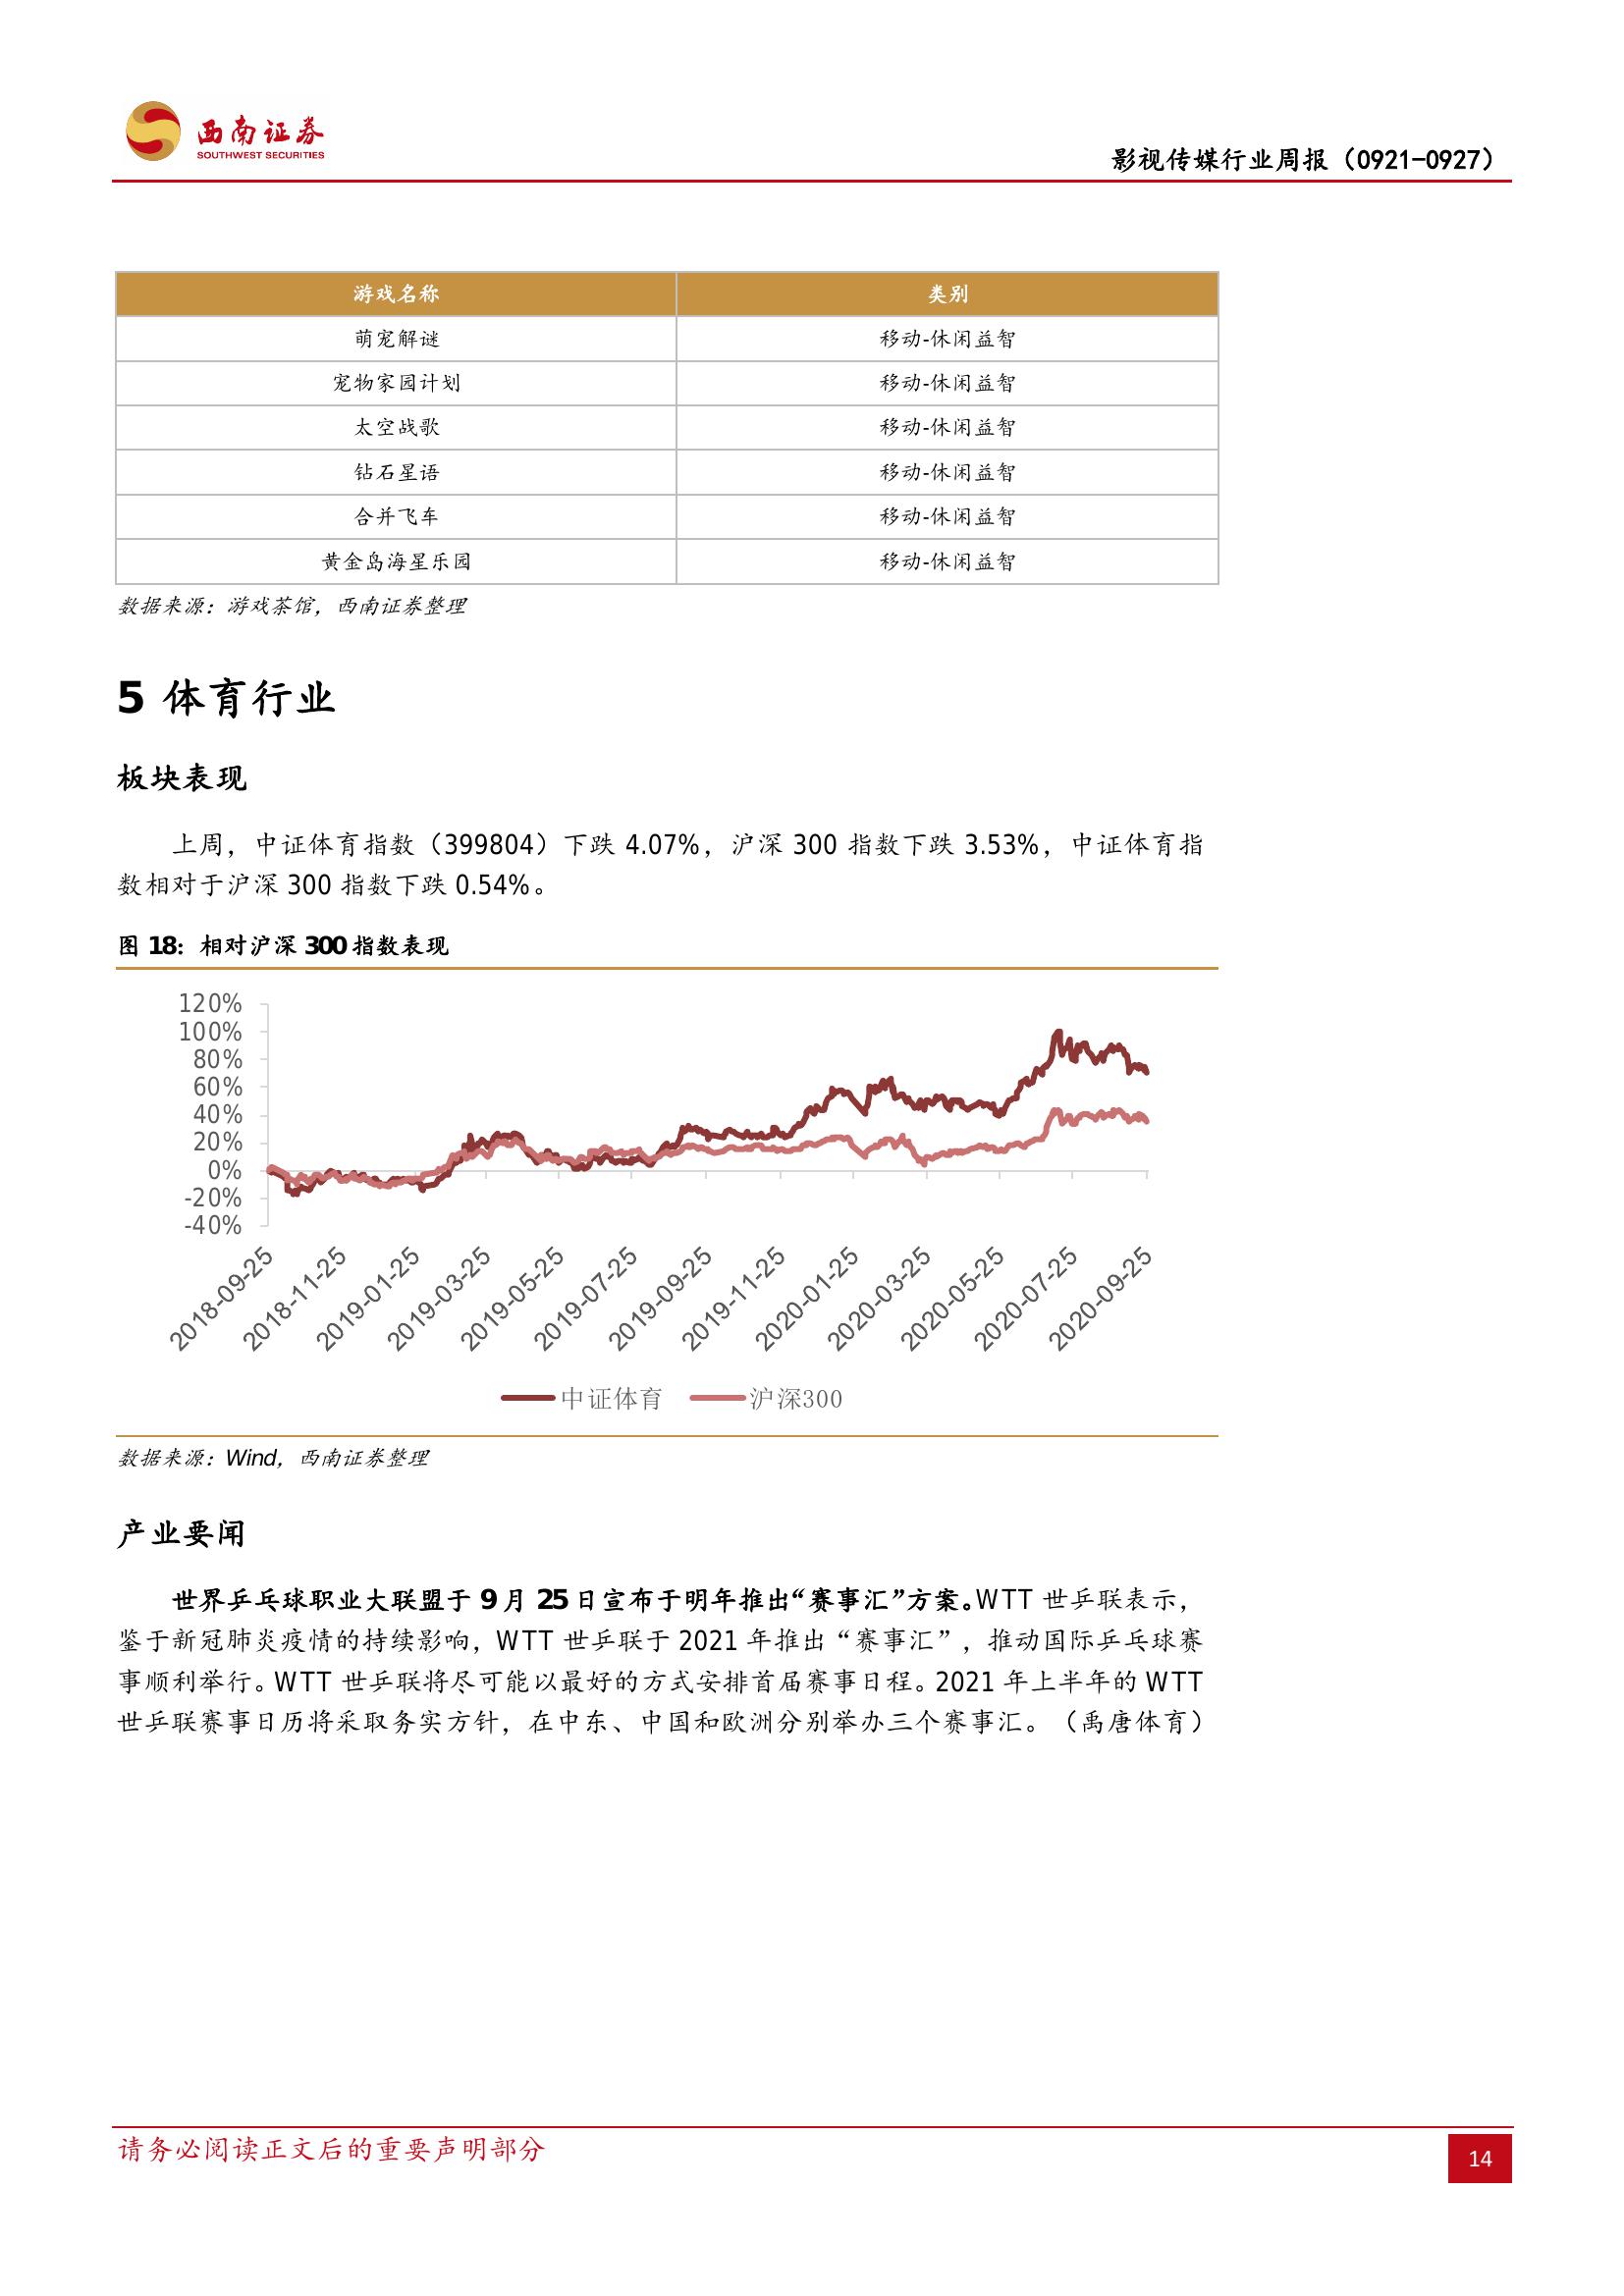 西南证券
SOUTHWEST SECURITIES
影视传媒行业周报（0921-0927）
游戏名称 类别
萌宠解谜 移动-休闲益智
宠物家园计划 移动-休闲益智
太空战歌 移动-休闲益智
钻石星语 移动-休闲益智
合并飞车 移动-休闲益智
黄金岛海星乐园 移动-休闲益智
数据来源：游戏茶馆，西南证券整理
5 体育行业
板块表现
上周，中证体育指数（399804）下跌 4.07%，沪深 300 指数下跌 3.53%，中证体育指
数相对于沪深 300 指数下跌 0.54%。
图 18：相对沪深 300 指数表现
120%
100%
80%
60%
40%
20%
0%
-20%
-40%
2018-09-25 2018-11-25 2019-01-25 2019-03-25 2019-05-25 2019-07-25 2019-09-25 2019-11-25 2020-01-25 2020-03-25 2020-05-25 2020-07-25 2020-09-25
中证体育 沪深300
数据来源：Wind，西南证券整理
产业要闻
世界乒乓球职业大联盟于 9 月 25 日宣布于明年推出“赛事汇”方案。WTT 世乒联表示，
鉴于新冠肺炎疫情的持续影响，WTT 世乒联于 2021 年推出“赛事汇”，推动国际乒乓球赛
事顺利举行。WTT 世乒联将尽可能以最好的方式安排首届赛事日程。2021 年上半年的 WTT
世乒联赛事日历将采取务实方针，在中东、中国和欧洲分别举办三个赛事汇。（禹唐体育）
请务必阅读正文后的重要声明部分
14